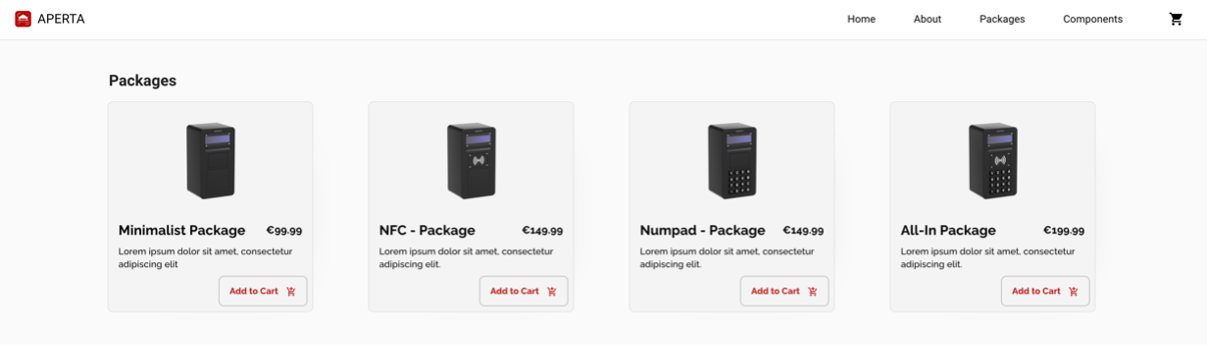 APERTA
Home About Packages Components
Packages
Minimalist Package €99.99
Lorem ipsum dolor sit amet, consectetur
adipiscing elit
Add to Cart
NFC - Package €149.99
Lorem ipsum dolor sit amet, consectetur
adipiscing elit.
Add to Cart
Numpad - Package €149.99
Lorem ipsum dolor sit amet, consectetur
adipiscing elit.
Add to Cart
All-In Package €199.99
Lorem ipsum dolor sit amet, consectetur
adipiscing elit.
Add to Cart